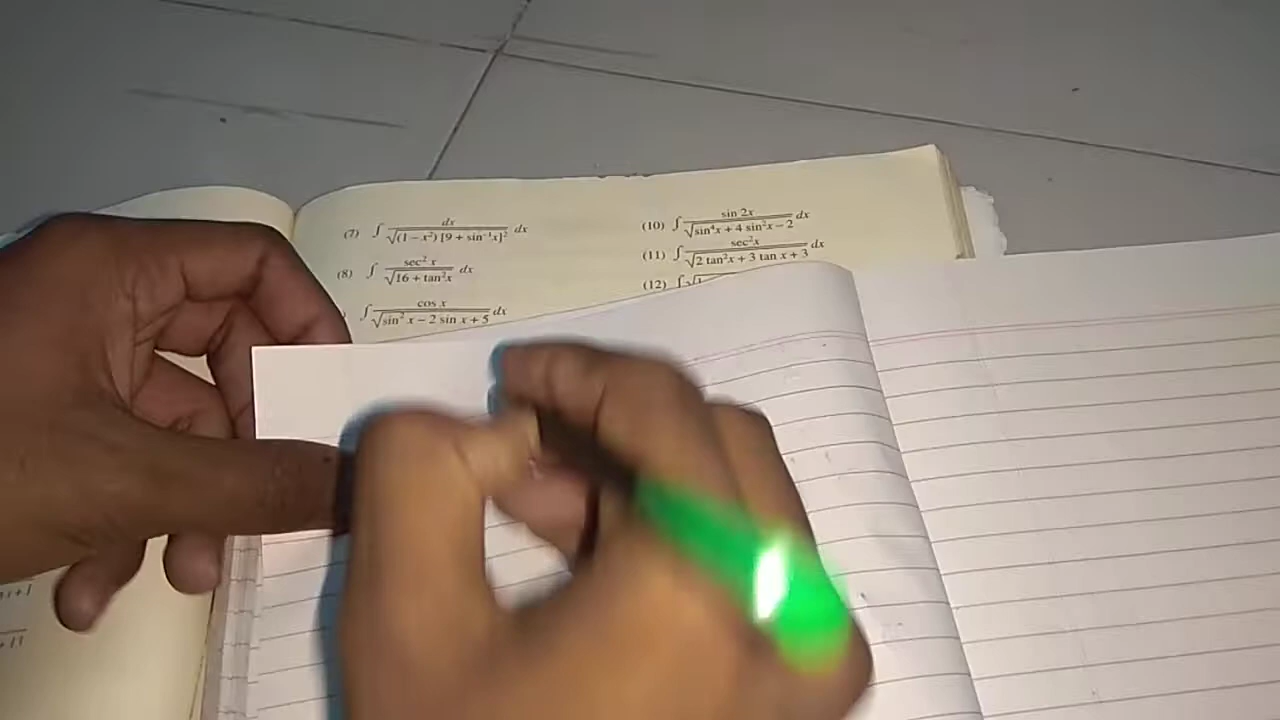 (7) ∫ dx / √((1 − x²) [9 + sin⁻¹x]²) dx
(8) ∫ sec² x / √(16 + tan²x) dx
∫ cos x / √(sin² x − 2 sin x + 5) dx
(10) ∫ sin 2x / √(sin⁴x + 4 sin²x − 2) dx
(11) ∫ sec²x / √(2 tan²x + 3 tan x + 3) dx
(12) ∫